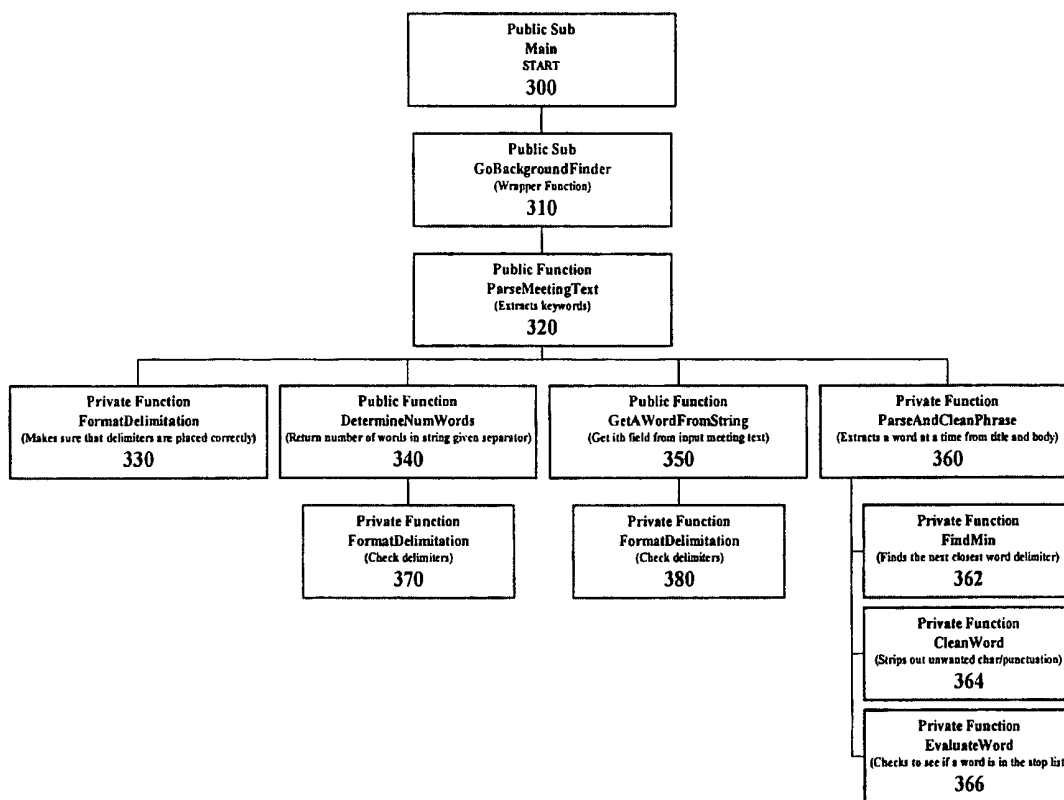 Public Sub
Main
START
300
Public Sub
GoBackgroundFinder
(Wrapper Function)
310
Public Function
ParseMeetingText
(Extracts keywords)
320
Private Function
FormatDelimitation
(Makes sure that delimiters are placed correctly)
330
Public Function
DetermineNumWords
(Return number of words in string given separator)
340
Public Function
GetAWordFromString
(Get ith field from input meeting text)
350
Private Function
ParseAndCleanPhrase
(Extracts a word at a time from title and body)
360
Private Function
FormatDelimitation
(Check delimiters)
370
Private Function
FormatDelimitation
(Check delimiters)
380
Private Function
FindMin
(Finds the next closest word delimiter)
362
Private Function
CleanWord
(Strips out unwanted char/punctuation)
364
Private Function
EvaluateWord
(Checks to see if a word is in the stop list
366